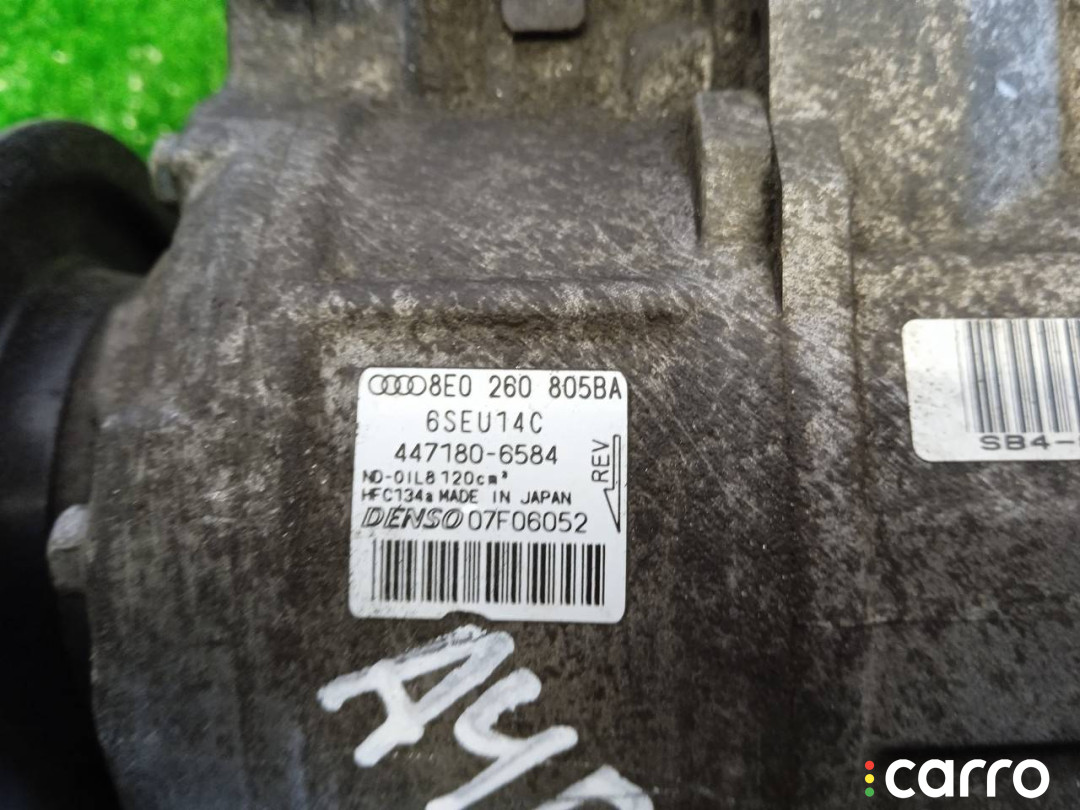 8E0 260 805BA
6SEU14C
447180-6584
ND-OIL8 120cm³
HFC134a MADE IN JAPAN
DENSO 07F06052
REV
SB4-
carro